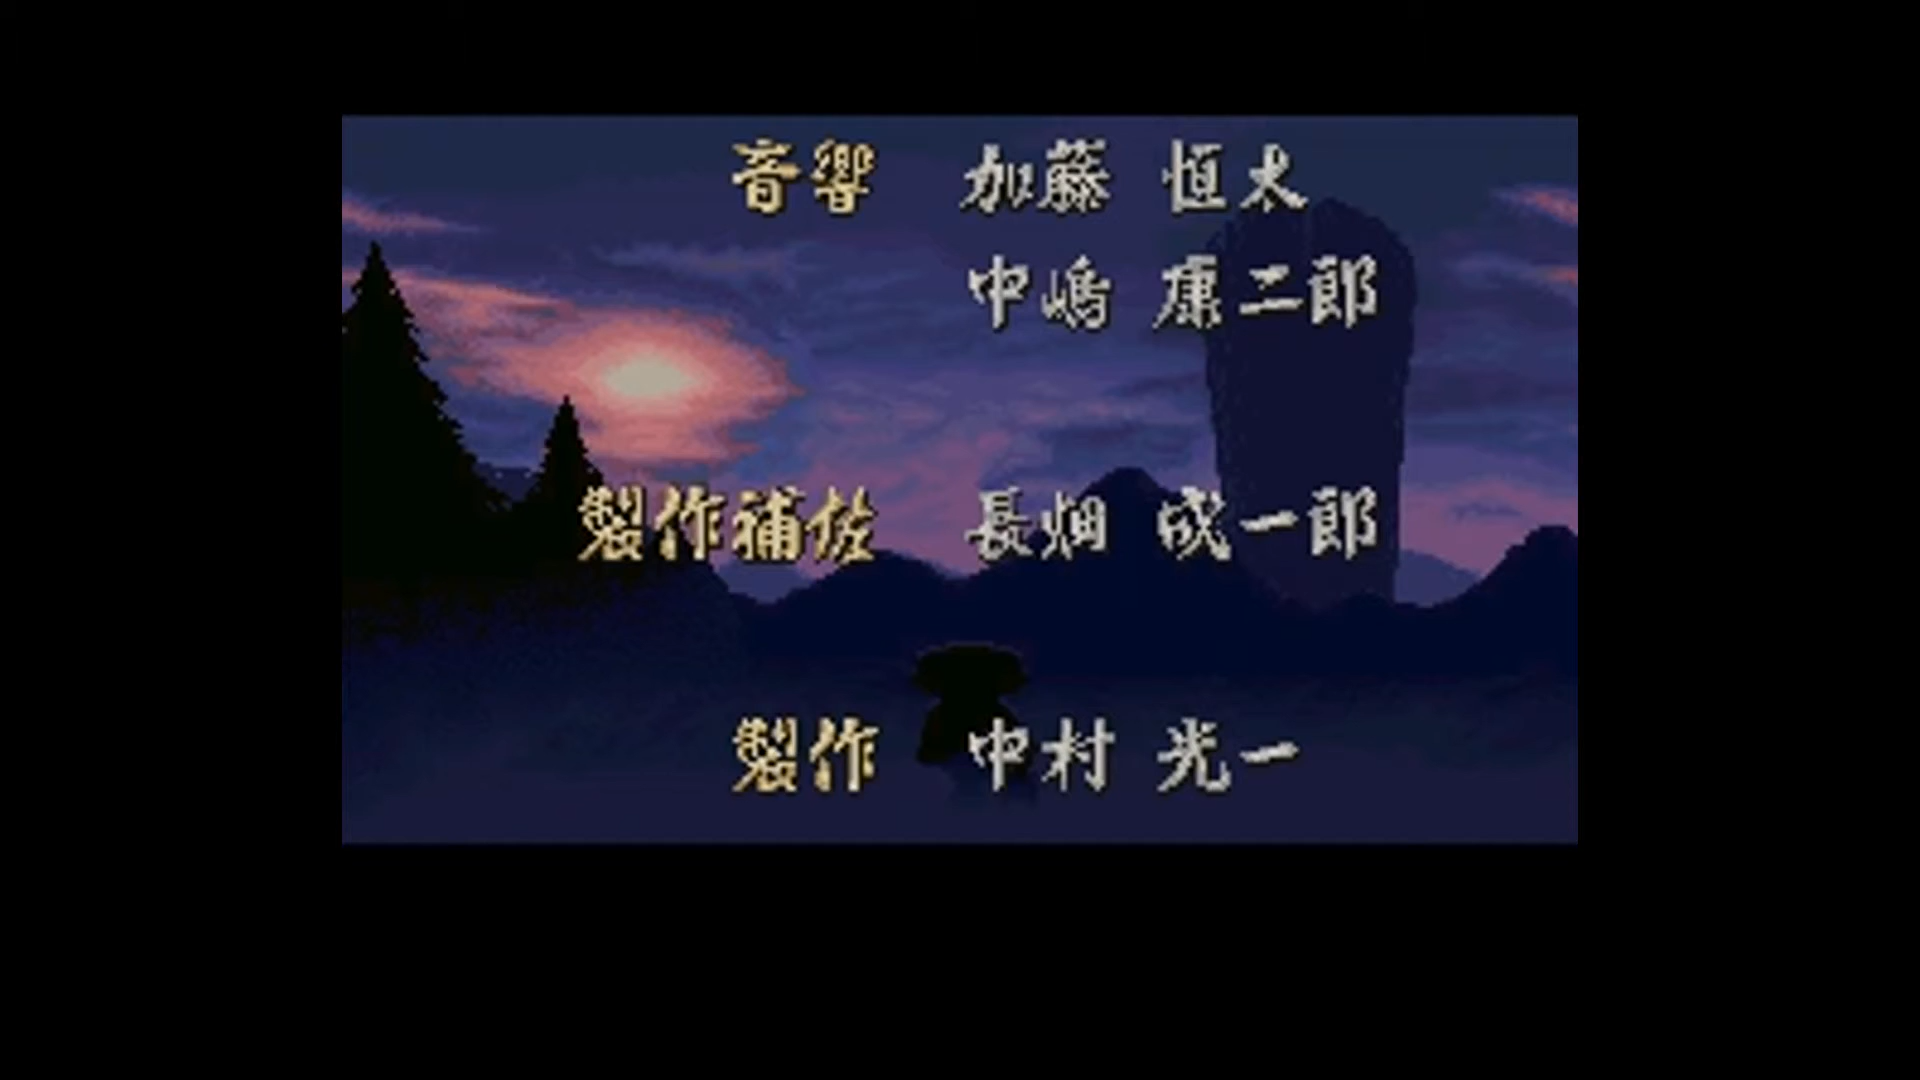 音響 加藤 恒太
中嶋 康二郎
製作補佐 長畑 成一郎
製作 中村 光一